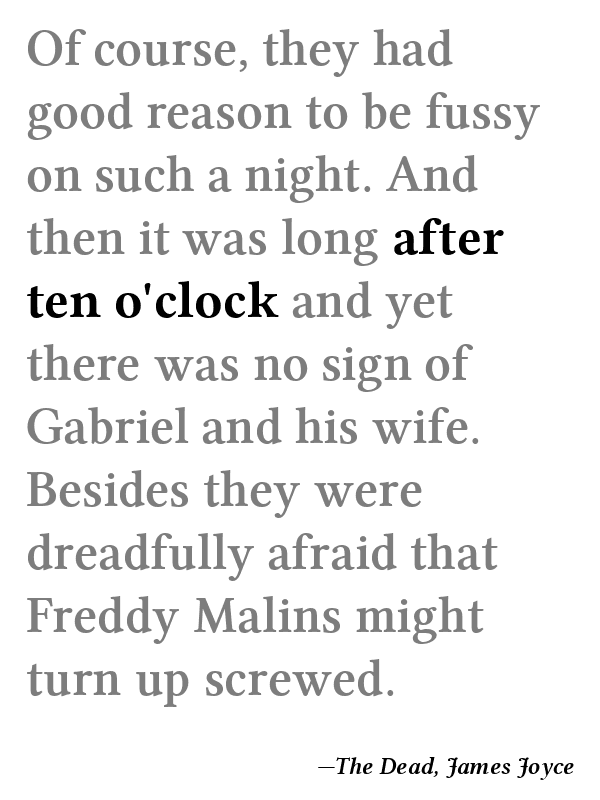 Of course, they had
good reason to be fussy
on such a night. And
then it was long after
ten o'clock and yet
there was no sign of
Gabriel and his wife.
Besides they were
dreadfully afraid that
Freddy Malins might
turn up screwed.
—The Dead, James Joyce